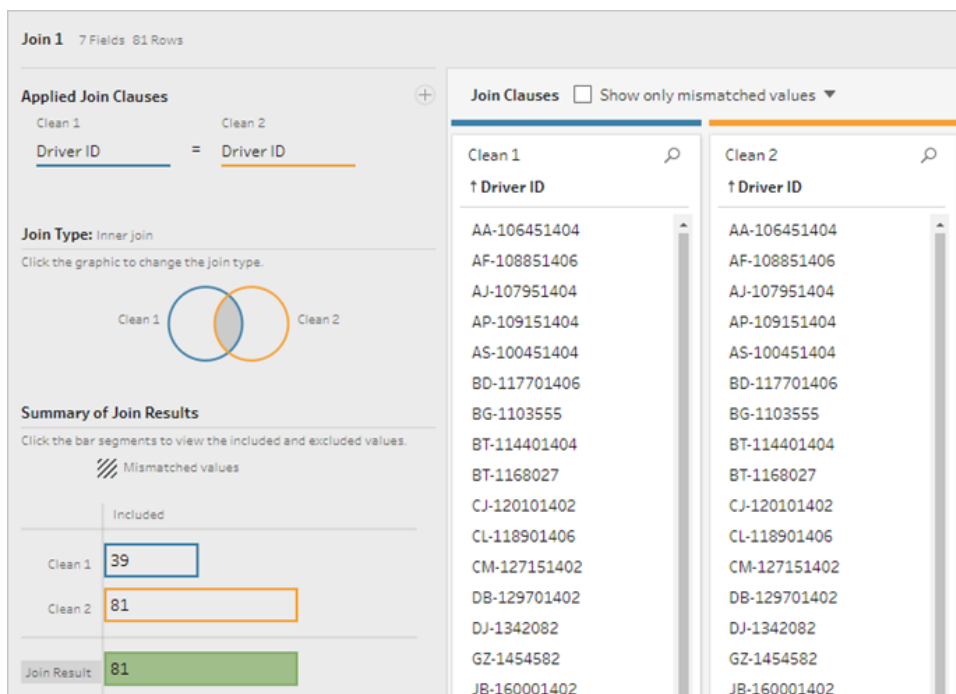 Join 1 7 Fields 81 Rows
Applied Join Clauses
Clean 1 Clean 2
Driver ID = Driver ID
Join Type: Inner join
Click the graphic to change the join type.
Clean 1 Clean 2
Summary of Join Results
Click the bar segments to view the included and excluded values.
Mismatched values
Included
Clean 1 39
Clean 2 81
Join Result 81
Join Clauses Show only mismatched values
Clean 1 Clean 2
↑ Driver ID ↑ Driver ID
AA-106451404 AA-106451404
AF-108851406 AF-108851406
AJ-107951404 AJ-107951404
AP-109151404 AP-109151404
AS-100451404 AS-100451404
BD-117701406 BD-117701406
BG-1103555 BG-1103555
BT-114401404 BT-114401404
BT-1168027 BT-1168027
CJ-120101402 CJ-120101402
CL-118901406 CL-118901406
CM-127151402 CM-127151402
DB-129701402 DB-129701402
DJ-1342082 DJ-1342082
GZ-1454582 GZ-1454582
JB-160001402 JB-160001402